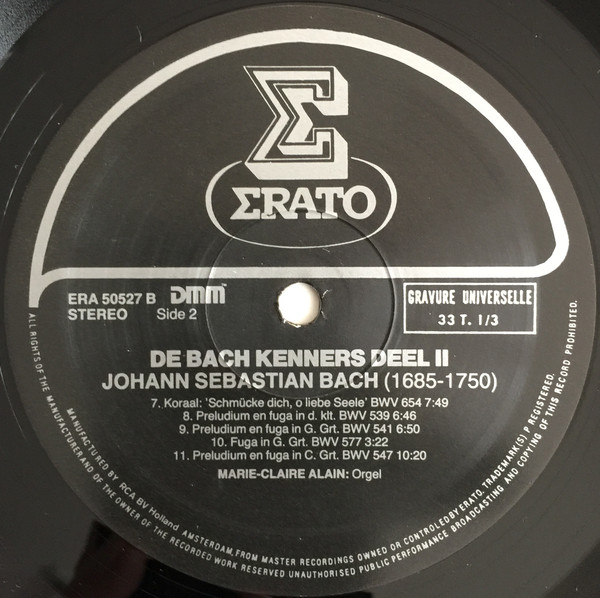 Σ
ΣRATO
ERA 50527 B DMM
STEREO Side 2
GRAVURE UNIVERSELLE
33 T. 1/3
DE BACH KENNERS DEEL II
JOHANN SEBASTIAN BACH (1685-1750)
7. Koraal: 'Schmücke dich, o liebe Seele' BWV 654 7:49
8. Preludium en fuga in d. klt. BWV 539 6:46
9. Preludium en fuga in G. Grt. BWV 541 6:50
10. Fuga in G. Grt. BWV 577 3:22
11. Preludium en fuga in C. Grt. BWV 547 10:20
MARIE-CLAIRE ALAIN: Orgel
MANUFACTURED BY RCA BV Holland AMSTERDAM, FROM MASTER RECORDINGS OWNED OR CONTROLED BY ERATO. TRADEMARK(S) P REGISTERED.
ALL RIGHTS OF THE MANUFACTURER AND OF THE OWNER OF THE RECORDED WORK RESERVED UNAUTHORISED PUBLIC PERFORMANCE BROADCASTING AND COPYING OF THIS RECORD PROHIBITED.